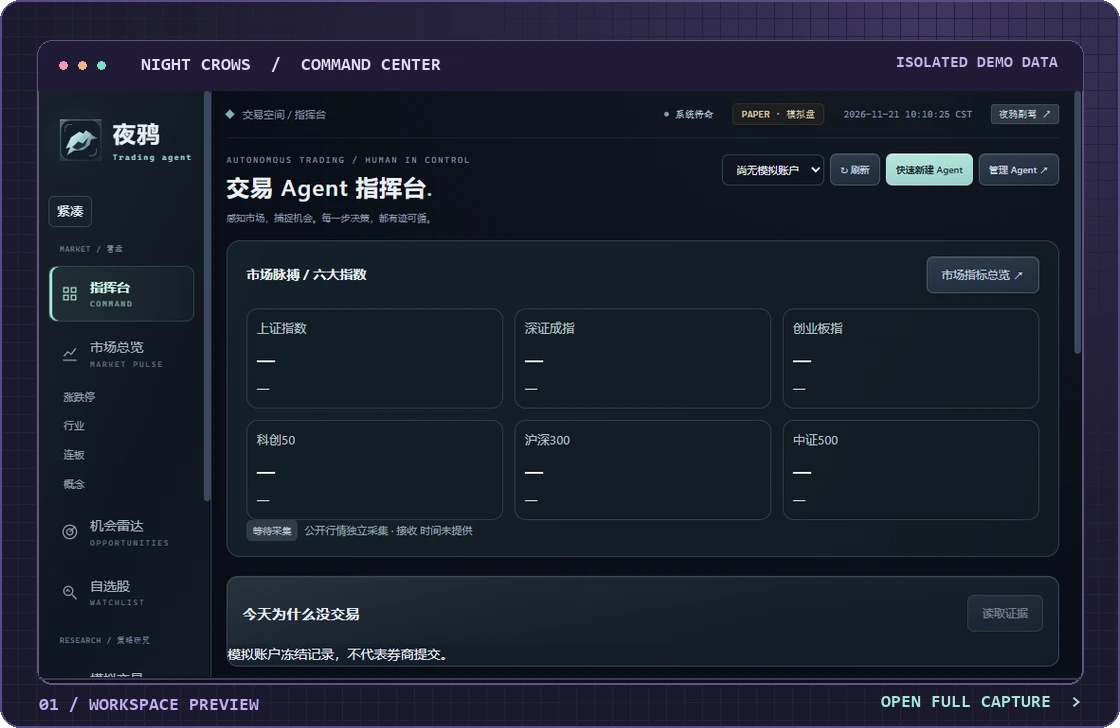 NIGHT CROWS / COMMAND CENTER
ISOLATED DEMO DATA
夜鸦
Trading agent
紧凑
MARKET / 看盘
指挥台
COMMAND
市场总览
MARKET PULSE
涨跌停
行业
连板
概念
机会雷达
OPPORTUNITIES
自选股
WATCHLIST
RESEARCH / 策略研究
模拟交易
交易空间 / 指挥台
系统待命
PAPER · 模拟盘
2026-11-21 10:10:25 CST
夜鸦副驾 ↗
AUTONOMOUS TRADING / HUMAN IN CONTROL
交易 Agent 指挥台.
感知市场, 捕捉机会。每一步决策, 都有迹可循。
尚无模拟账户
↻ 刷新
快速新建 Agent
管理 Agent ↗
市场脉搏 / 六大指数
市场指标总览 ↗
上证指数
—
—
深证成指
—
—
创业板指
—
—
科创50
—
—
沪深300
—
—
中证500
—
—
等待采集
公开行情独立采集 · 接收 时间未提供
今天为什么没交易
读取证据
模拟账户冻结记录，不代表券商提交。
01 / WORKSPACE PREVIEW
OPEN FULL CAPTURE >